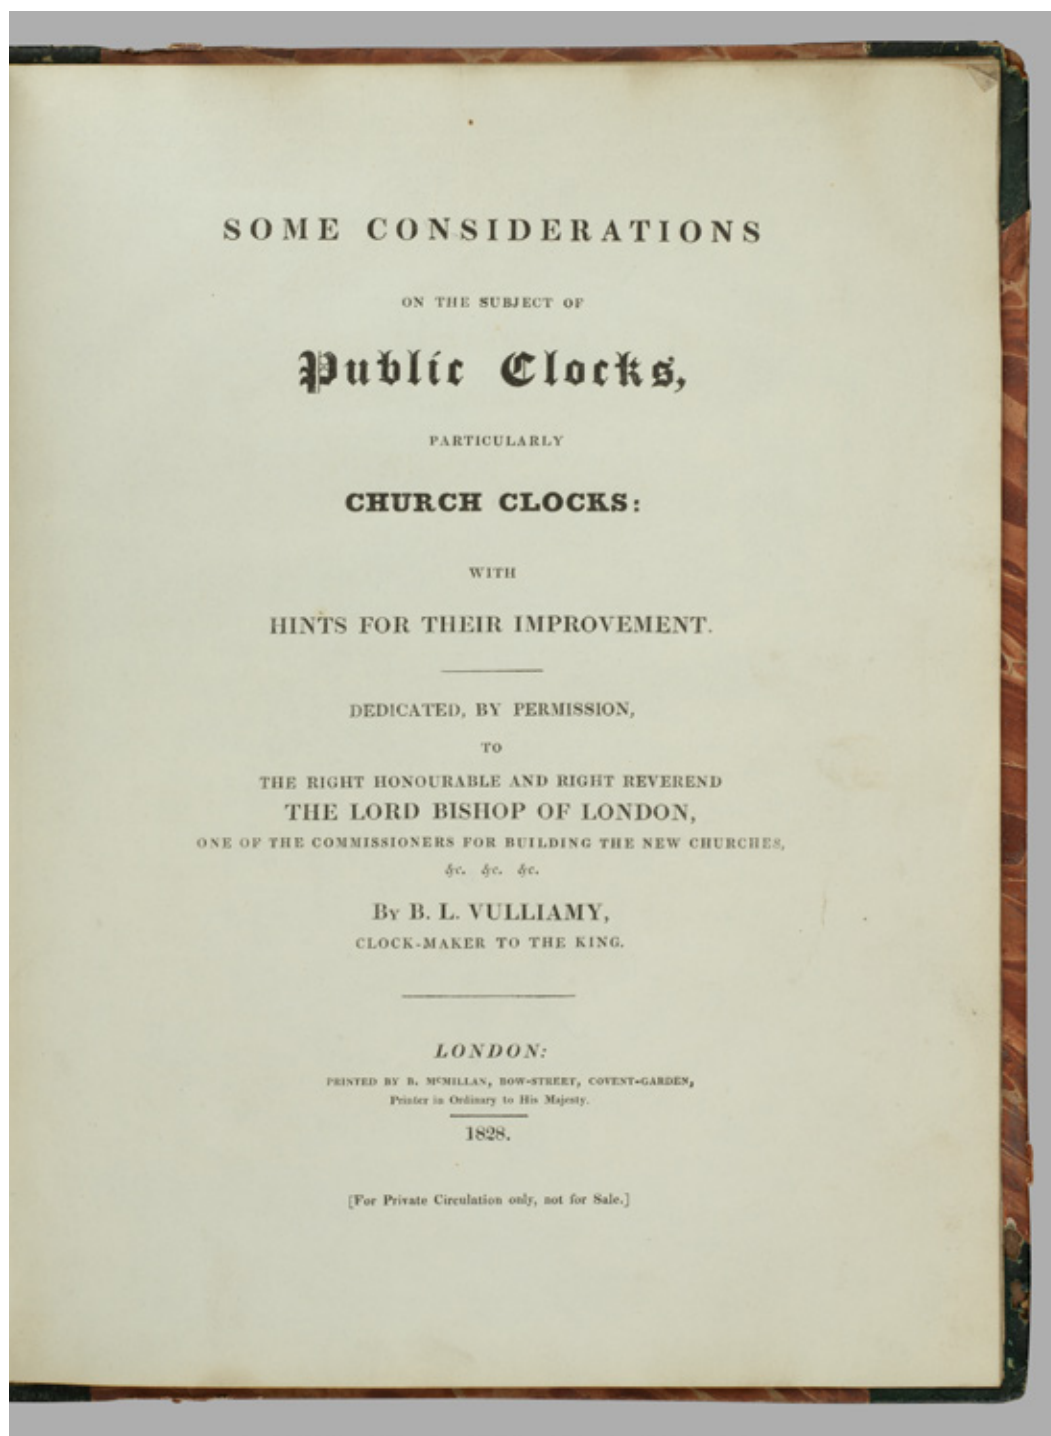 SOME CONSIDERATIONS
ON THE SUBJECT OF
Public Clocks,
PARTICULARLY
CHURCH CLOCKS:
WITH
HINTS FOR THEIR IMPROVEMENT.
DEDICATED, BY PERMISSION,
TO
THE RIGHT HONOURABLE AND RIGHT REVEREND
THE LORD BISHOP OF LONDON,
ONE OF THE COMMISSIONERS FOR BUILDING THE NEW CHURCHES,
&c. &c. &c.
BY B. L. VULLIAMY,
CLOCK-MAKER TO THE KING.
LONDON:
PRINTED BY B. MCMILLAN, BOW-STREET, COVENT-GARDEN,
Printer in Ordinary to His Majesty.
1828.
[For Private Circulation only, not for Sale.]